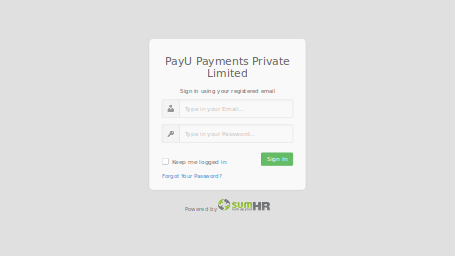 PayU Payments Private
Limited
Sign in using your registered email
Type in your Email...
Type in your Password...
Keep me logged in
Sign In
Forgot Your Password?
Powered by sumHR